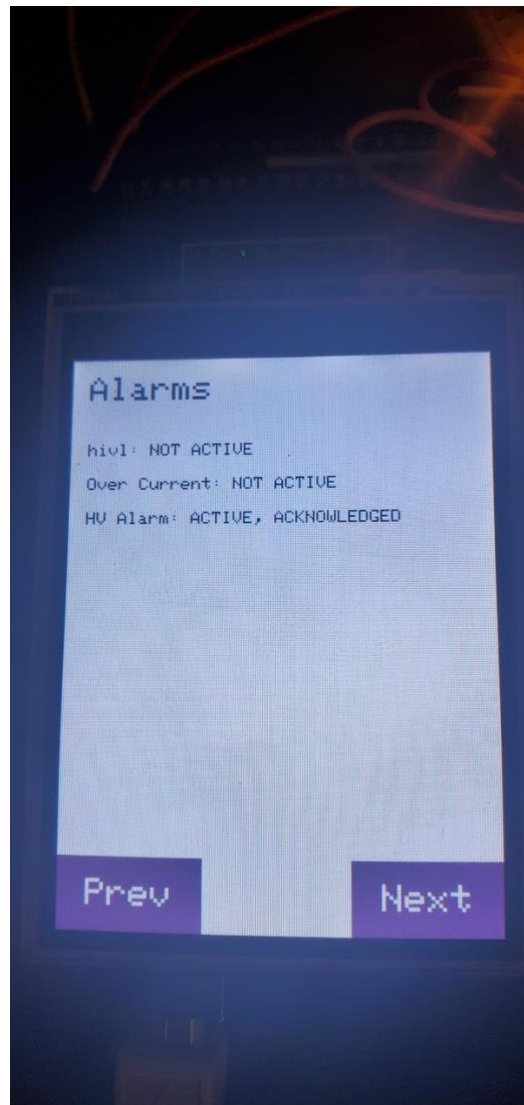 Alarms
hivl: NOT ACTIVE
Over Current: NOT ACTIVE
HV Alarm: ACTIVE, ACKNOWLEDGED
Prev
Next